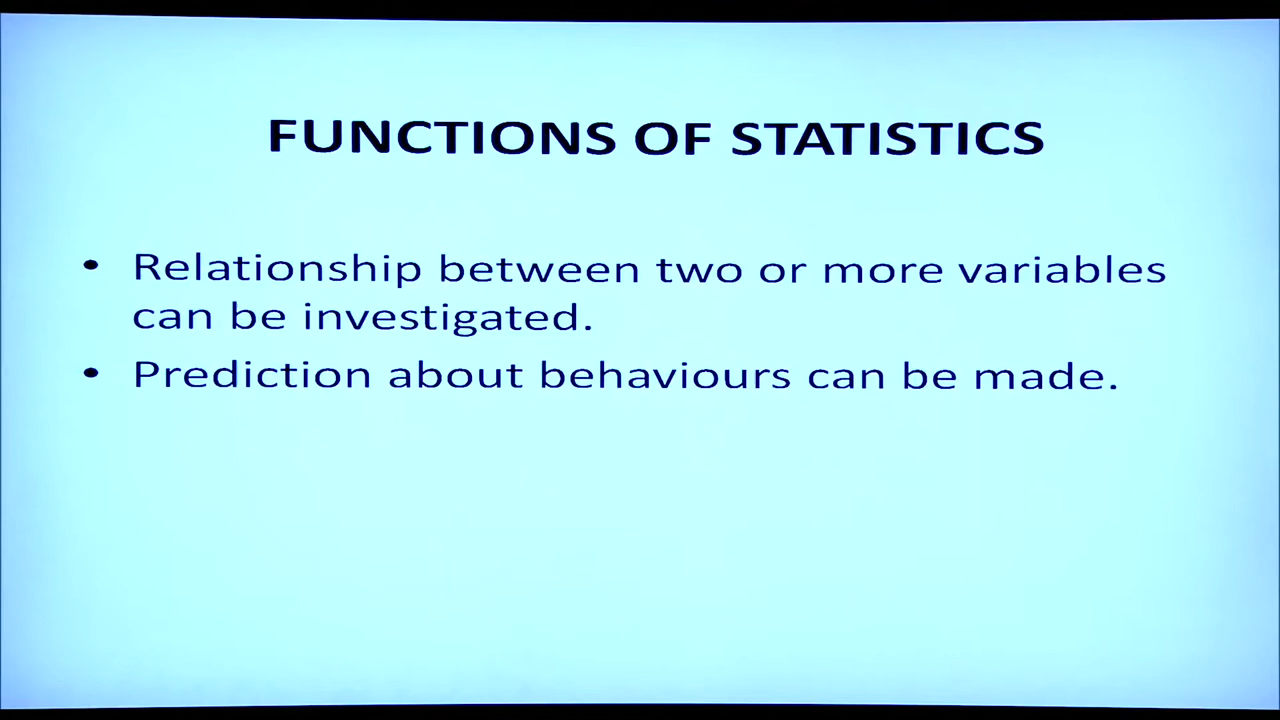 FUNCTIONS OF STATISTICS
• Relationship between two or more variables
can be investigated.
• Prediction about behaviours can be made.